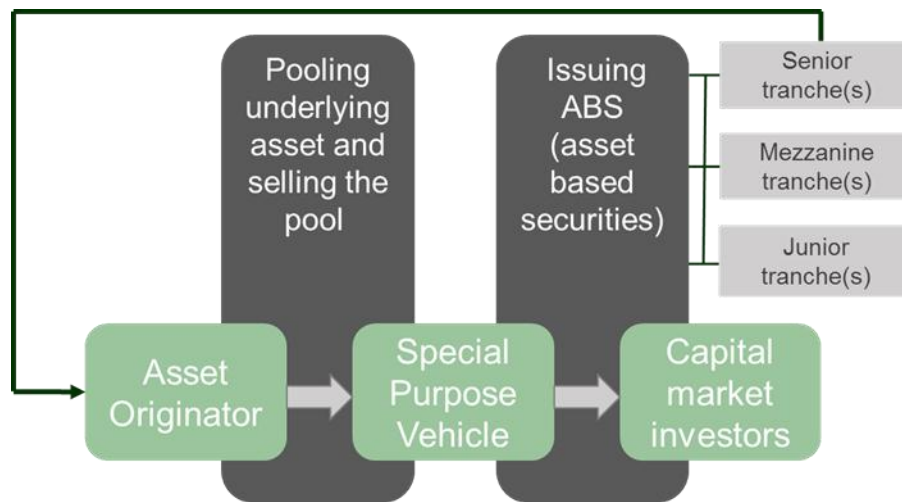 Pooling
underlying
asset and
selling the
pool
Issuing
ABS
(asset
based
securities)
Senior
tranche(s)
Mezzanine
tranche(s)
Junior
tranche(s)
Asset
Originator
Special
Purpose
Vehicle
Capital
market
investors